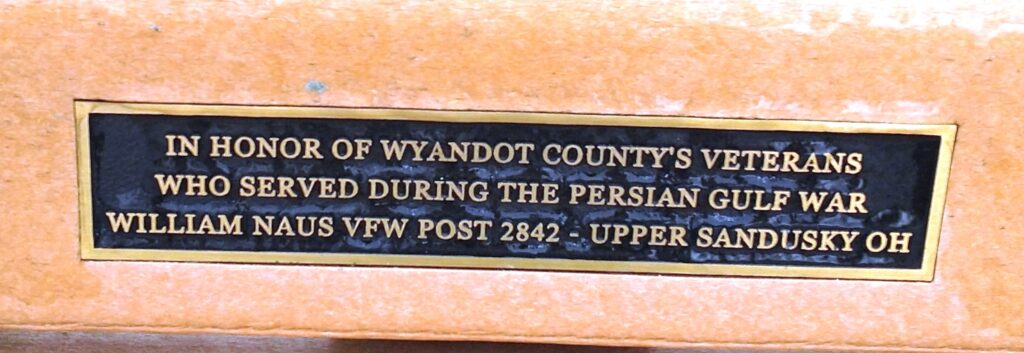 IN HONOR OF WYANDOT COUNTY'S VETERANS
WHO SERVED DURING THE PERSIAN GULF WAR
WILLIAM NAUS VFW POST 2842 - UPPER SANDUSKY OH